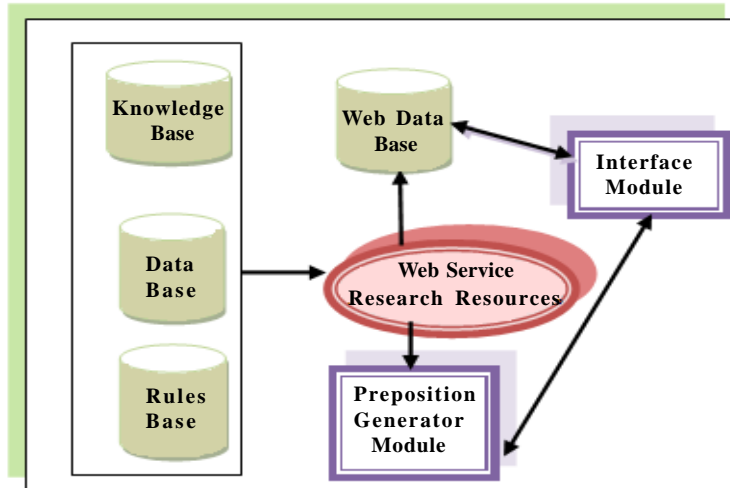 Knowledge
Base
Data
Base
Rules
Base
Web Data
Base
Interface
Module
Web Service
Research Resources
Preposition
Generator
Module